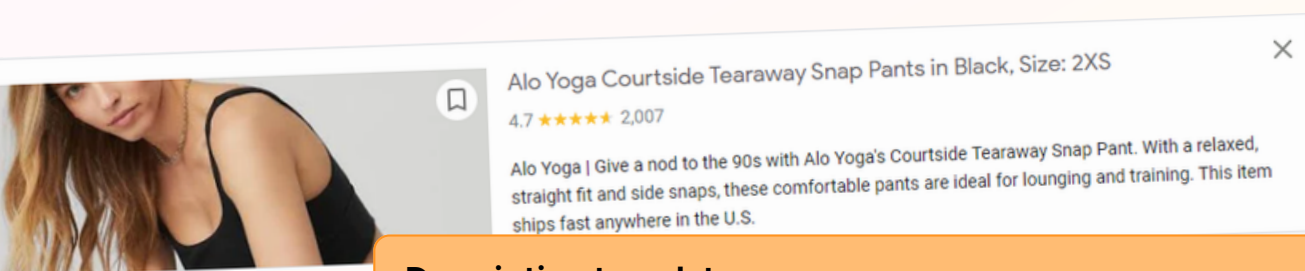 Alo Yoga Courtside Tearaway Snap Pants in Black, Size: 2XS
4.7 ★★★★★ 2,007
Alo Yoga | Give a nod to the 90s with Alo Yoga's Courtside Tearaway Snap Pant. With a relaxed,
straight fit and side snaps, these comfortable pants are ideal for lounging and training. This item
ships fast anywhere in the U.S.